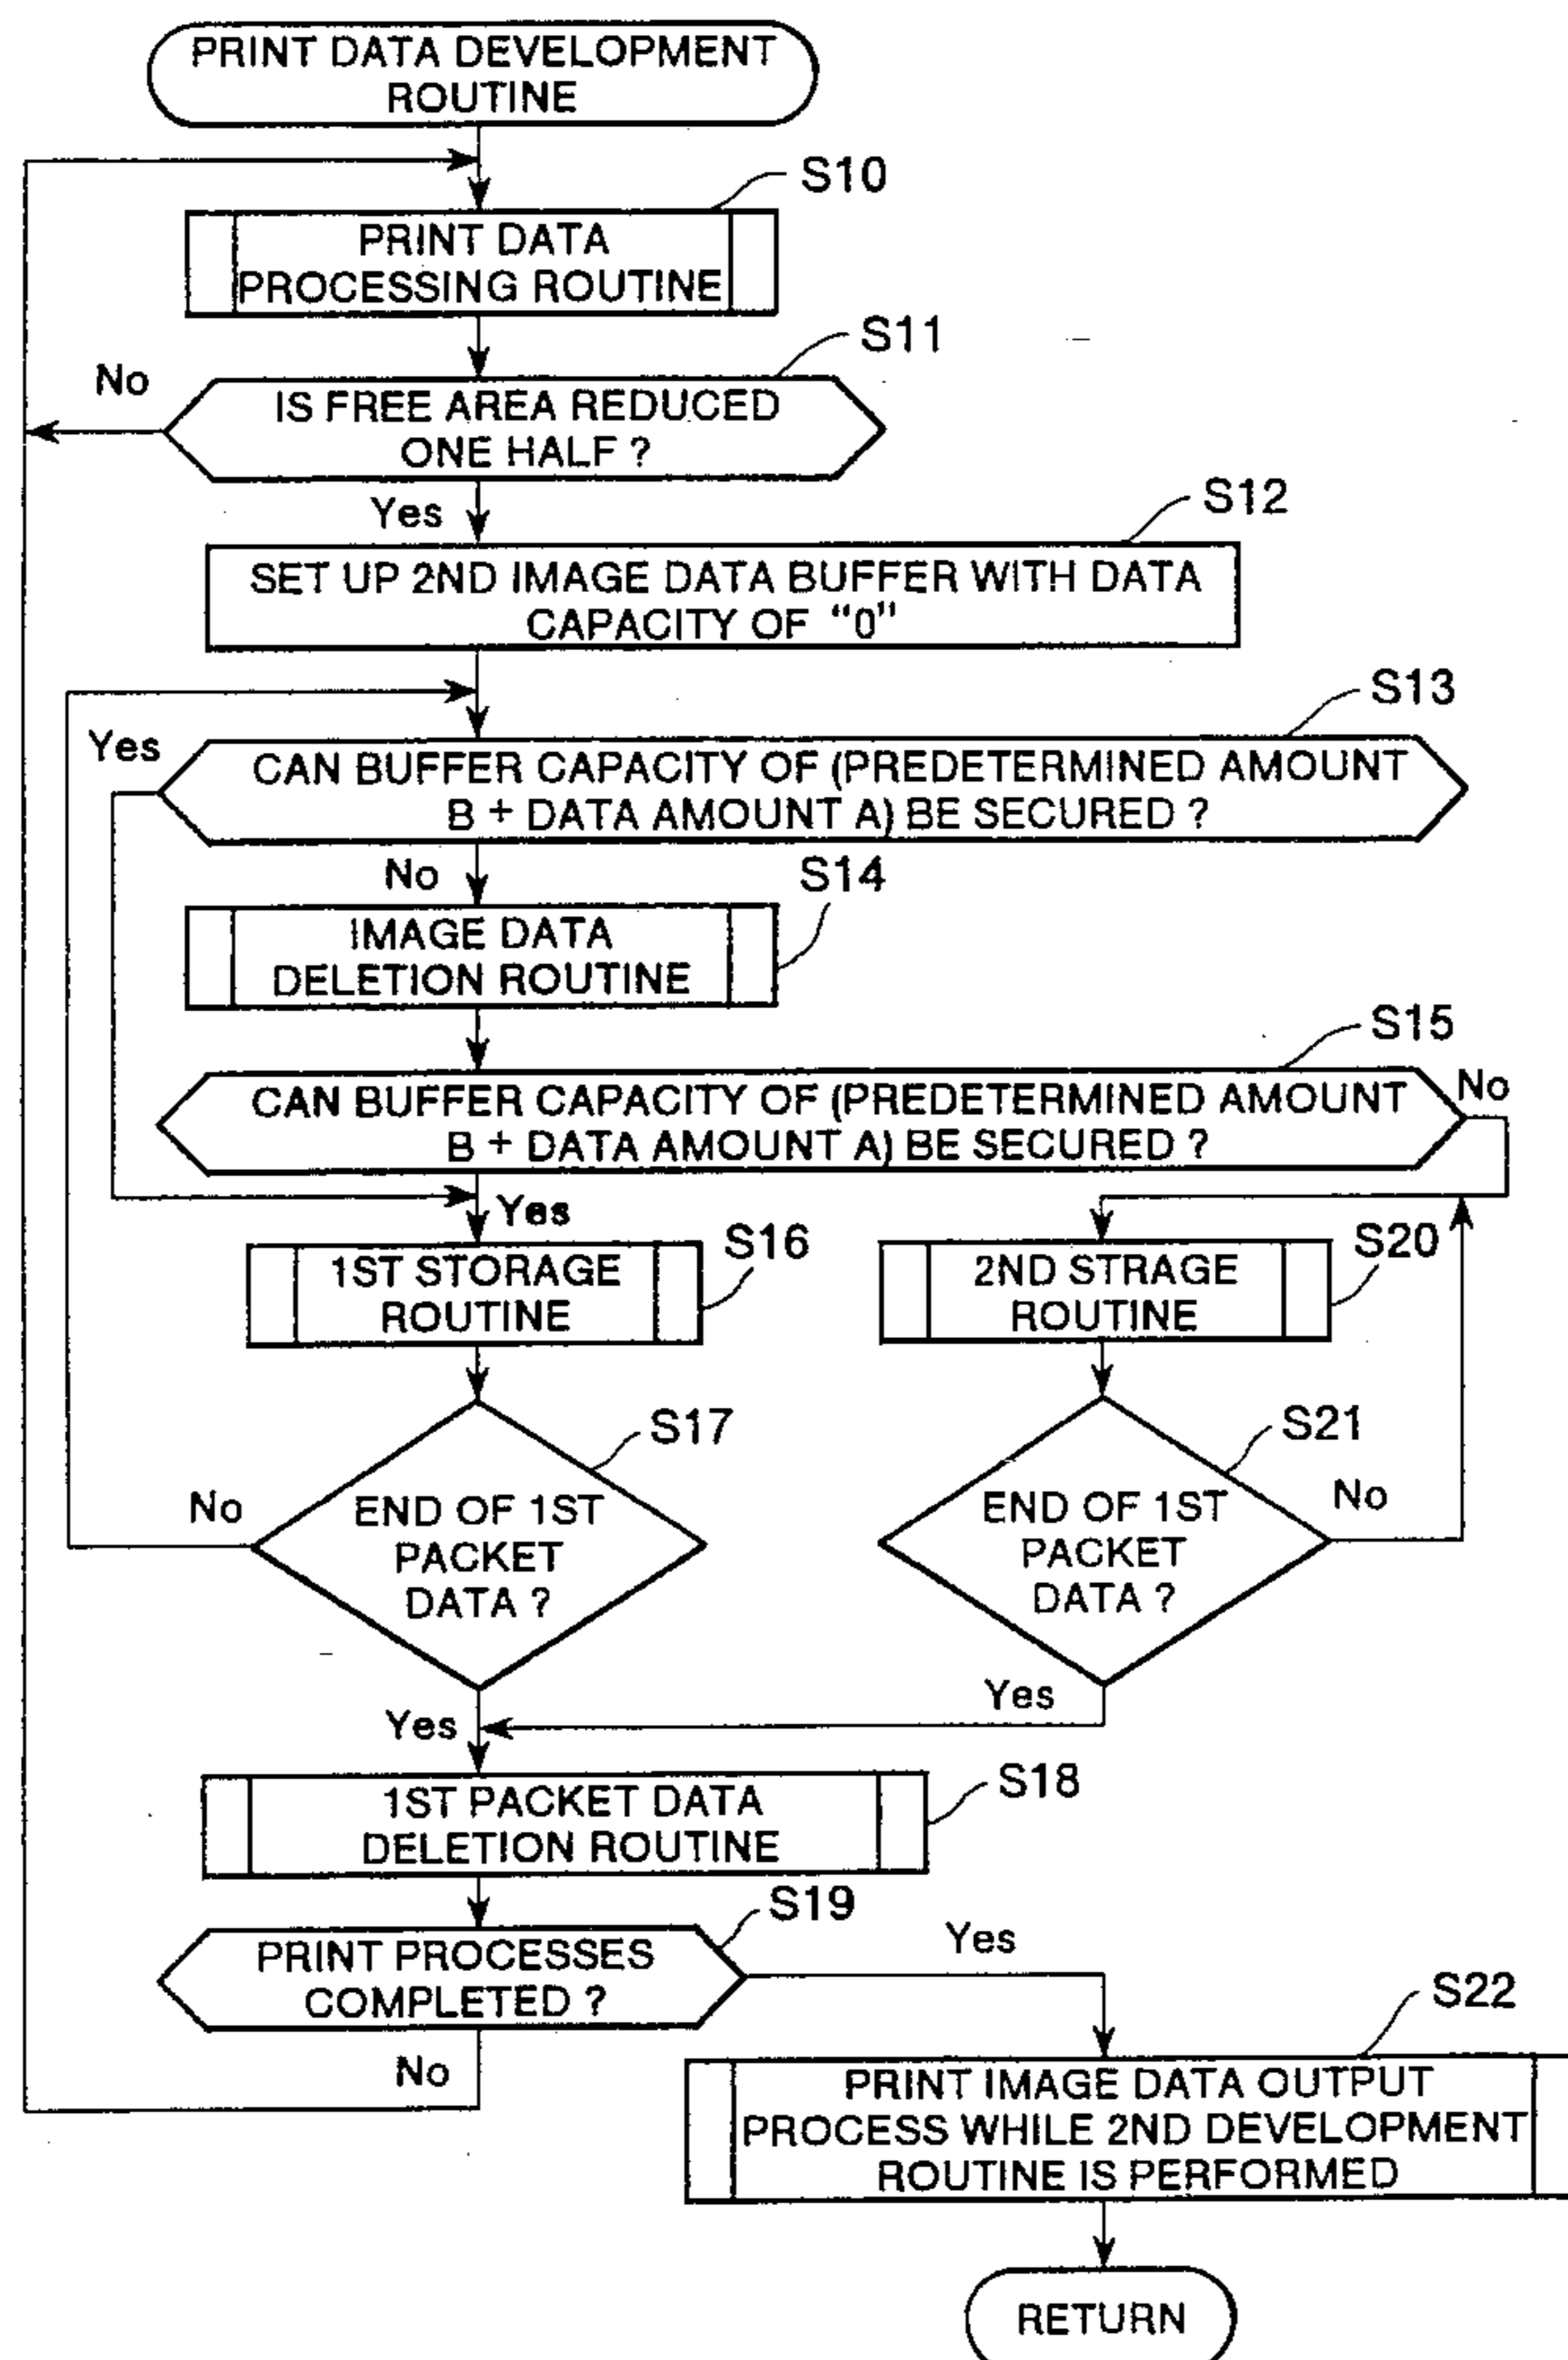 PRINT DATA DEVELOPMENT
ROUTINE
S10
PRINT DATA
PROCESSING ROUTINE
S11
No
IS FREE AREA REDUCED
ONE HALF ?
Yes
S12
SET UP 2ND IMAGE DATA BUFFER WITH DATA
CAPACITY OF "0"
S13
Yes
CAN BUFFER CAPACITY OF (PREDETERMINED AMOUNT
B + DATA AMOUNT A) BE SECURED ?
No
S14
IMAGE DATA
DELETION ROUTINE
S15
No
CAN BUFFER CAPACITY OF (PREDETERMINED AMOUNT
B + DATA AMOUNT A) BE SECURED ?
Yes
S16
1ST STORAGE
ROUTINE
S20
2ND STRAGE
ROUTINE
S17
No
END OF 1ST
PACKET
DATA ?
S21
END OF 1ST
PACKET
DATA ?
No
Yes
Yes
S18
1ST PACKET DATA
DELETION ROUTINE
S19
PRINT PROCESSES
COMPLETED ?
Yes
No
S22
PRINT IMAGE DATA OUTPUT
PROCESS WHILE 2ND DEVELOPMENT
ROUTINE IS PERFORMED
RETURN